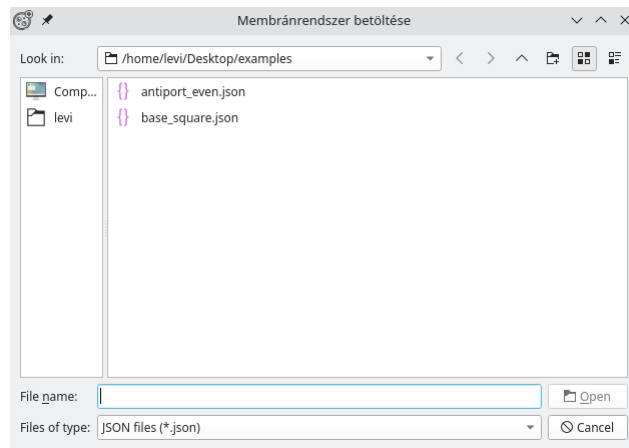 Membránrendszer betöltése
Look in: /home/levi/Desktop/examples
Comp...
levi
antiport_even.json
base_square.json
File name: Open
Files of type: JSON files (*.json) Cancel